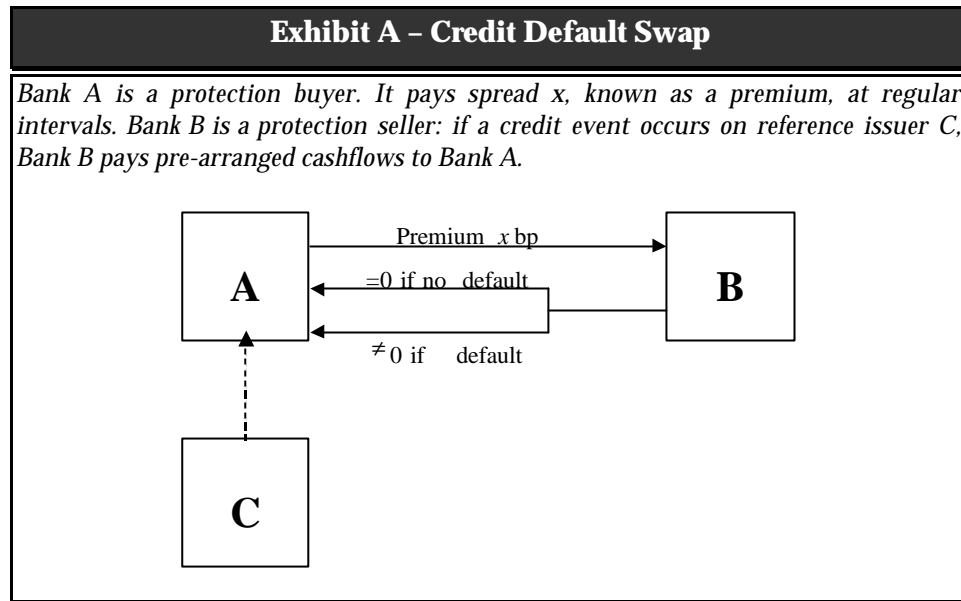 Exhibit A – Credit Default Swap
Bank A is a protection buyer. It pays spread x, known as a premium, at regular
intervals. Bank B is a protection seller: if a credit event occurs on reference issuer C,
Bank B pays pre-arranged cashflows to Bank A.
Premium x bp
=0 if no default
A
B
≠ 0 if default
C